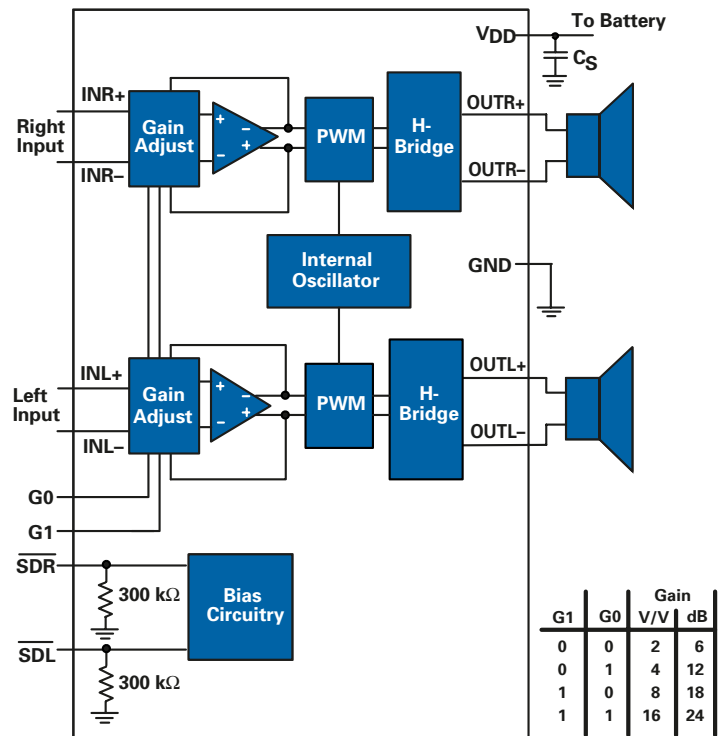 To Battery
VDD
CS
INR+
Right
Input
INR–
Gain
Adjust
+
–
–
+
PWM
H-
Bridge
OUTR+
OUTR–
Internal
Oscillator
GND
INL+
Left
Input
INL–
Gain
Adjust
+
–
–
+
PWM
H-
Bridge
OUTL+
OUTL–
G0
G1
SDR
300 kΩ
Bias
Circuitry
SDL
300 kΩ
Gain
G1 G0 V/V dB
0 0 2 6
0 1 4 12
1 0 8 18
1 1 16 24